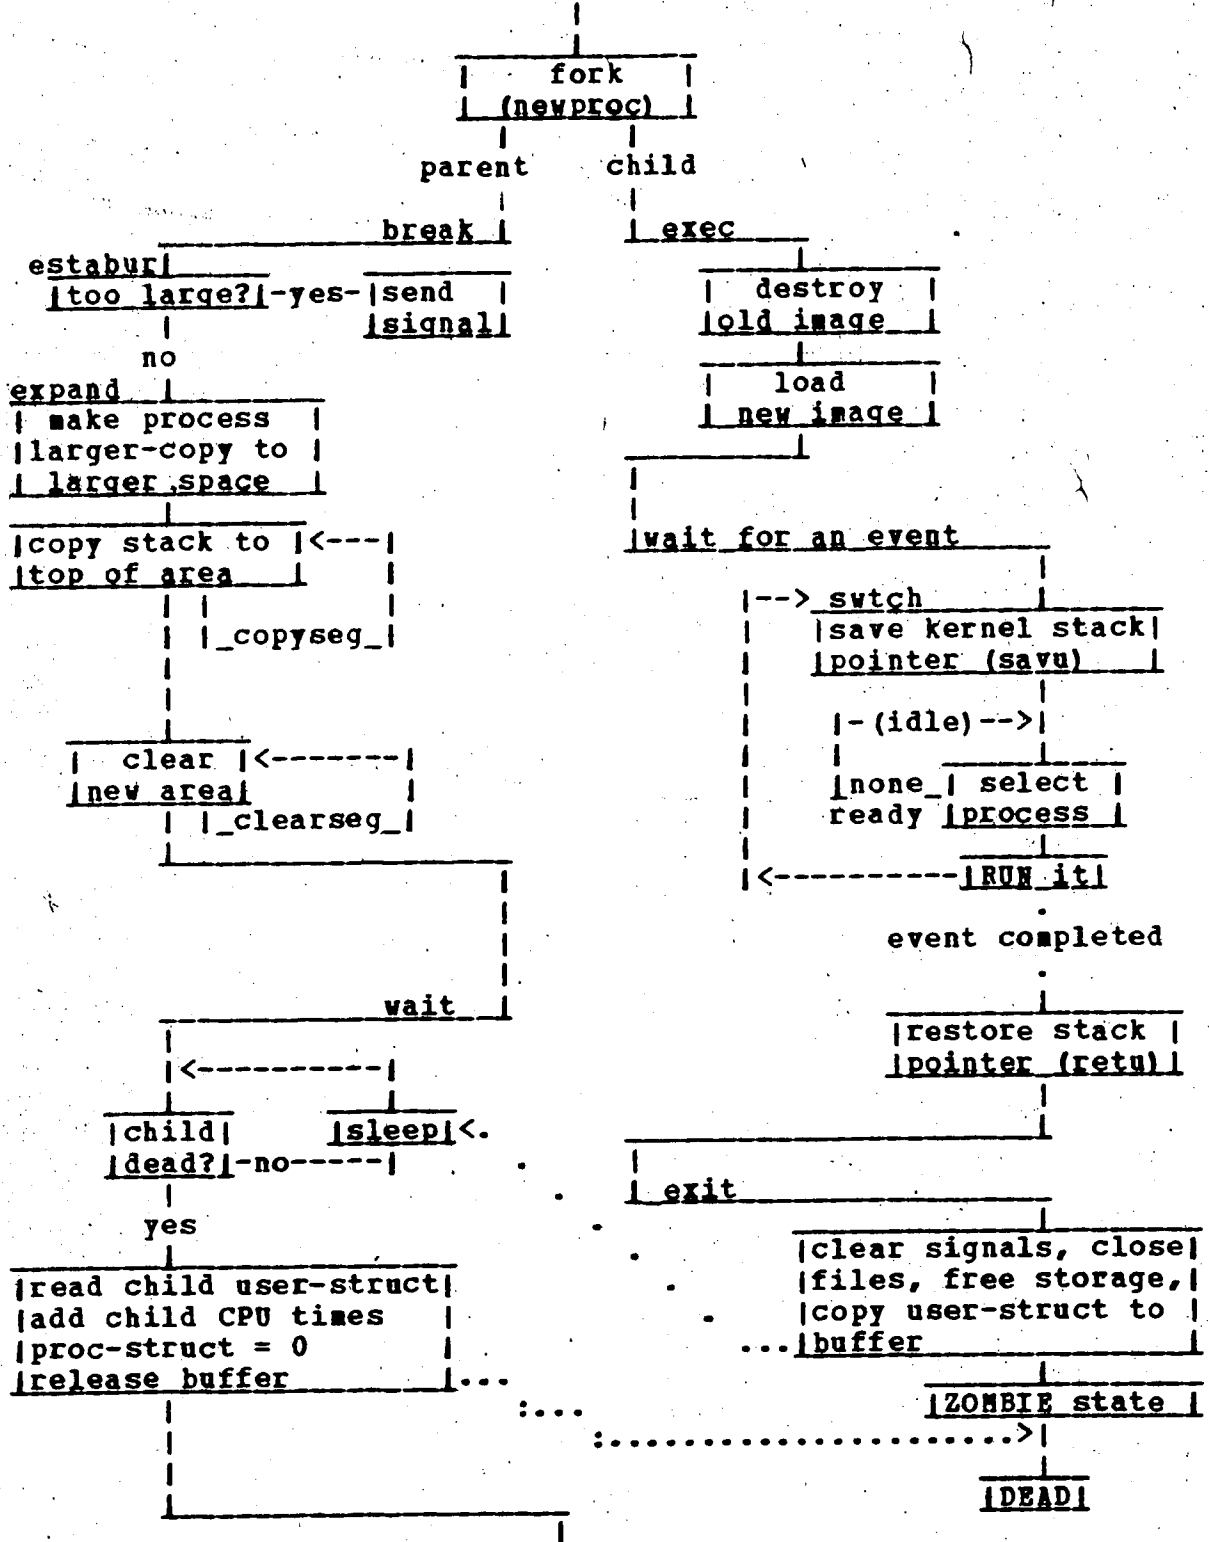 fork
(newproc)
parent child
break exec
estabur
too large? -yes- send signal
destroy old image
no
load new image
expand
make process
larger-copy to
larger space
wait for an event
copy stack to
top of area
copyseg
swtch
save kernel stack
pointer (savu)
(idle)
clear
new area
clearseg
none ready
select process
RUN it
event completed
wait
restore stack
pointer (retu)
child dead? -no-
sleep
exit
yes
clear signals, close
files, free storage,
copy user-struct to
buffer
read child user-struct
add child CPU times
proc-struct = 0
release buffer
ZOMBIE state
DEAD